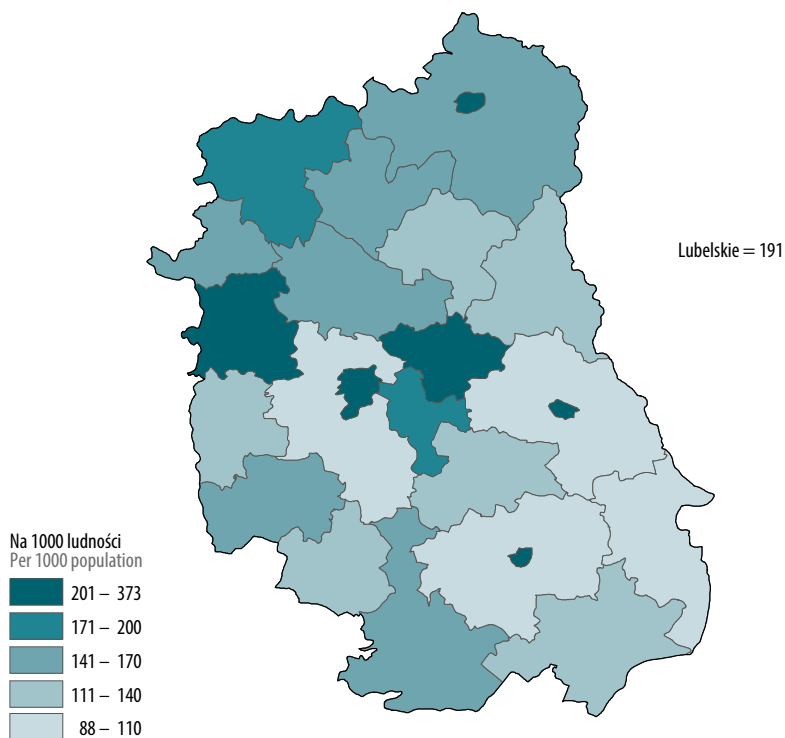 Lubelskie = 191
Na 1000 ludności
Per 1000 population
201 – 373
171 – 200
141 – 170
111 – 140
88 – 110